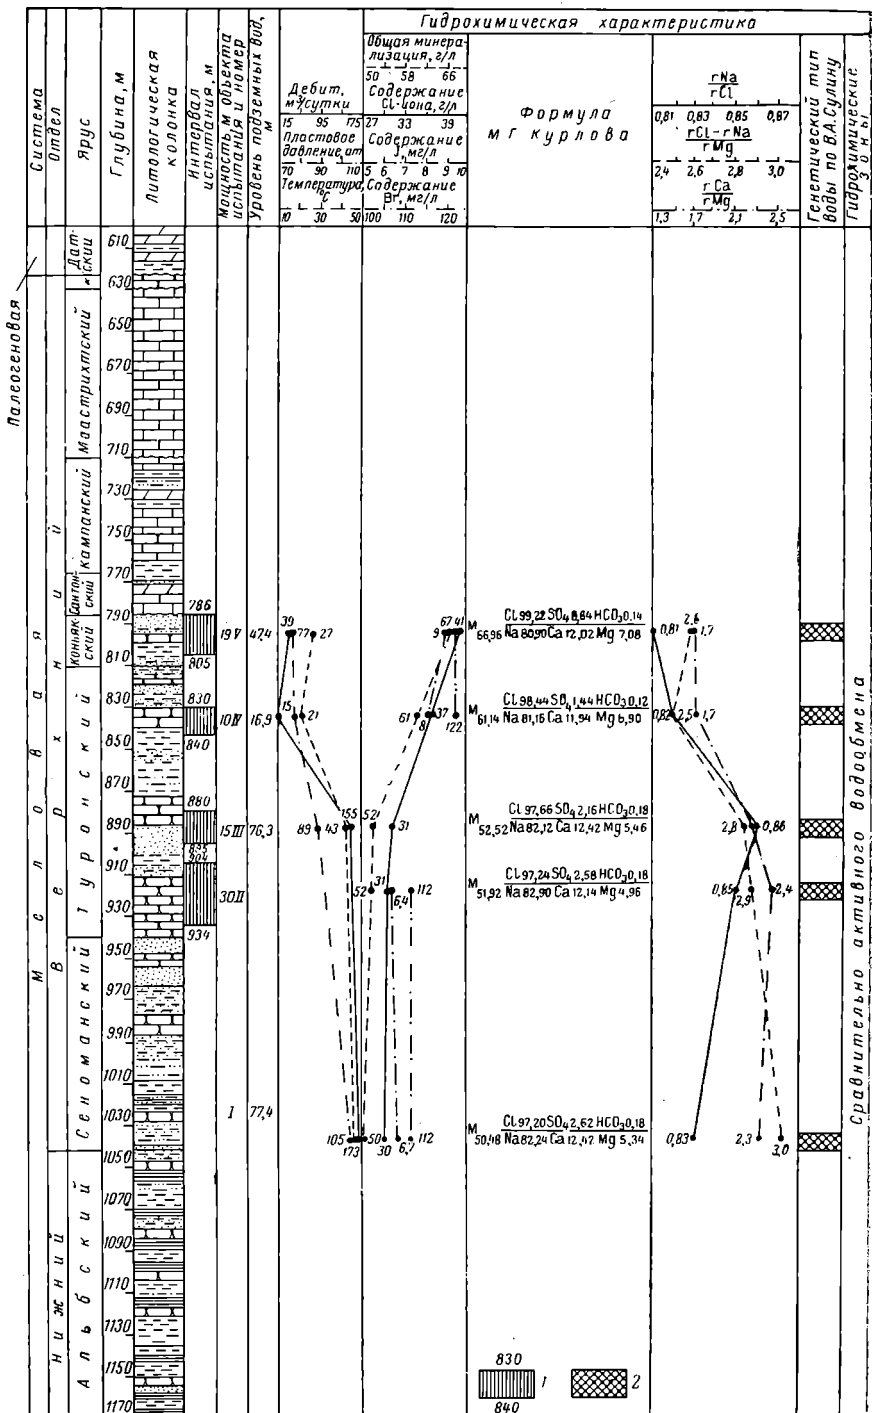 Гидрохимическая характеристика
Система
Отдел
Ярус
Глубина, м
Литологическая колонка
Интервал испытания, м
Мощность, м объекта испытания и номер
Уровень подземных вод, м
Дебит, м³/сутки
15 95 175
Пластовое давление, ат
70 90 110
Температура, °С
10 30 50
Общая минерализация, г/л
50 58 66
Содержание Cl-иона, г/л
27 33 39
Содержание J', мг/л
5 6 7 8 9 10
Содержание Br', мг/л
100 110 120
Формула
М Г Курлова
rNa
rCl
0,81 0,83 0,85 0,87
rCl-rNa
rMg
2,4 2,6 2,8 3,0
rCa
rMg
1,3 1,7 2,1 2,5
Генетический тип воды по В.А.Сулину
Гидрохимические зоны
Палеогеновая
Меловая
Верхний
Нижний
Датский
Маастрихтский
Кампанский
Сантонский
Коньякский
Туронский
Сеноманский
Альбский
610
630
650
670
690
710
730
750
770
790
810
830
850
870
890
910
930
950
970
990
1010
1030
1050
1070
1090
1110
1130
1150
1170
786
805
19 V 47,4
39 77 27
9 67 41
М 66,96 Cl 99,22 SO₄ 0,64 HCO₃ 0,14
Na 80,90 Ca 12,02 Mg 7,08
0,81 2,6 1,7
830
840
10 IV 16,9
15 21
61 8 37 122
М 61,14 Cl 98,44 SO₄ 1,44 HCO₃ 0,12
Na 81,16 Ca 11,94 Mg 6,90
0,82 2,5 1,7
880
895
15 III 76,3
89 43 155
52 31
М 52,52 Cl 97,66 SO₄ 2,16 HCO₃ 0,18
Na 82,12 Ca 12,42 Mg 5,46
2,8 0,86
904
934
30 II
52 31 6,4 112
М 51,92 Cl 97,24 SO₄ 2,58 HCO₃ 0,18
Na 82,90 Ca 12,14 Mg 4,96
0,85 2,9 2,4
I 77,4
105 173
50 30 6,7 112
М 50,48 Cl 97,20 SO₄ 2,62 HCO₃ 0,18
Na 82,24 Ca 12,42 Mg 5,34
0,83 2,3 3,0
Сравнительно активного водообмена
830
840
1
2